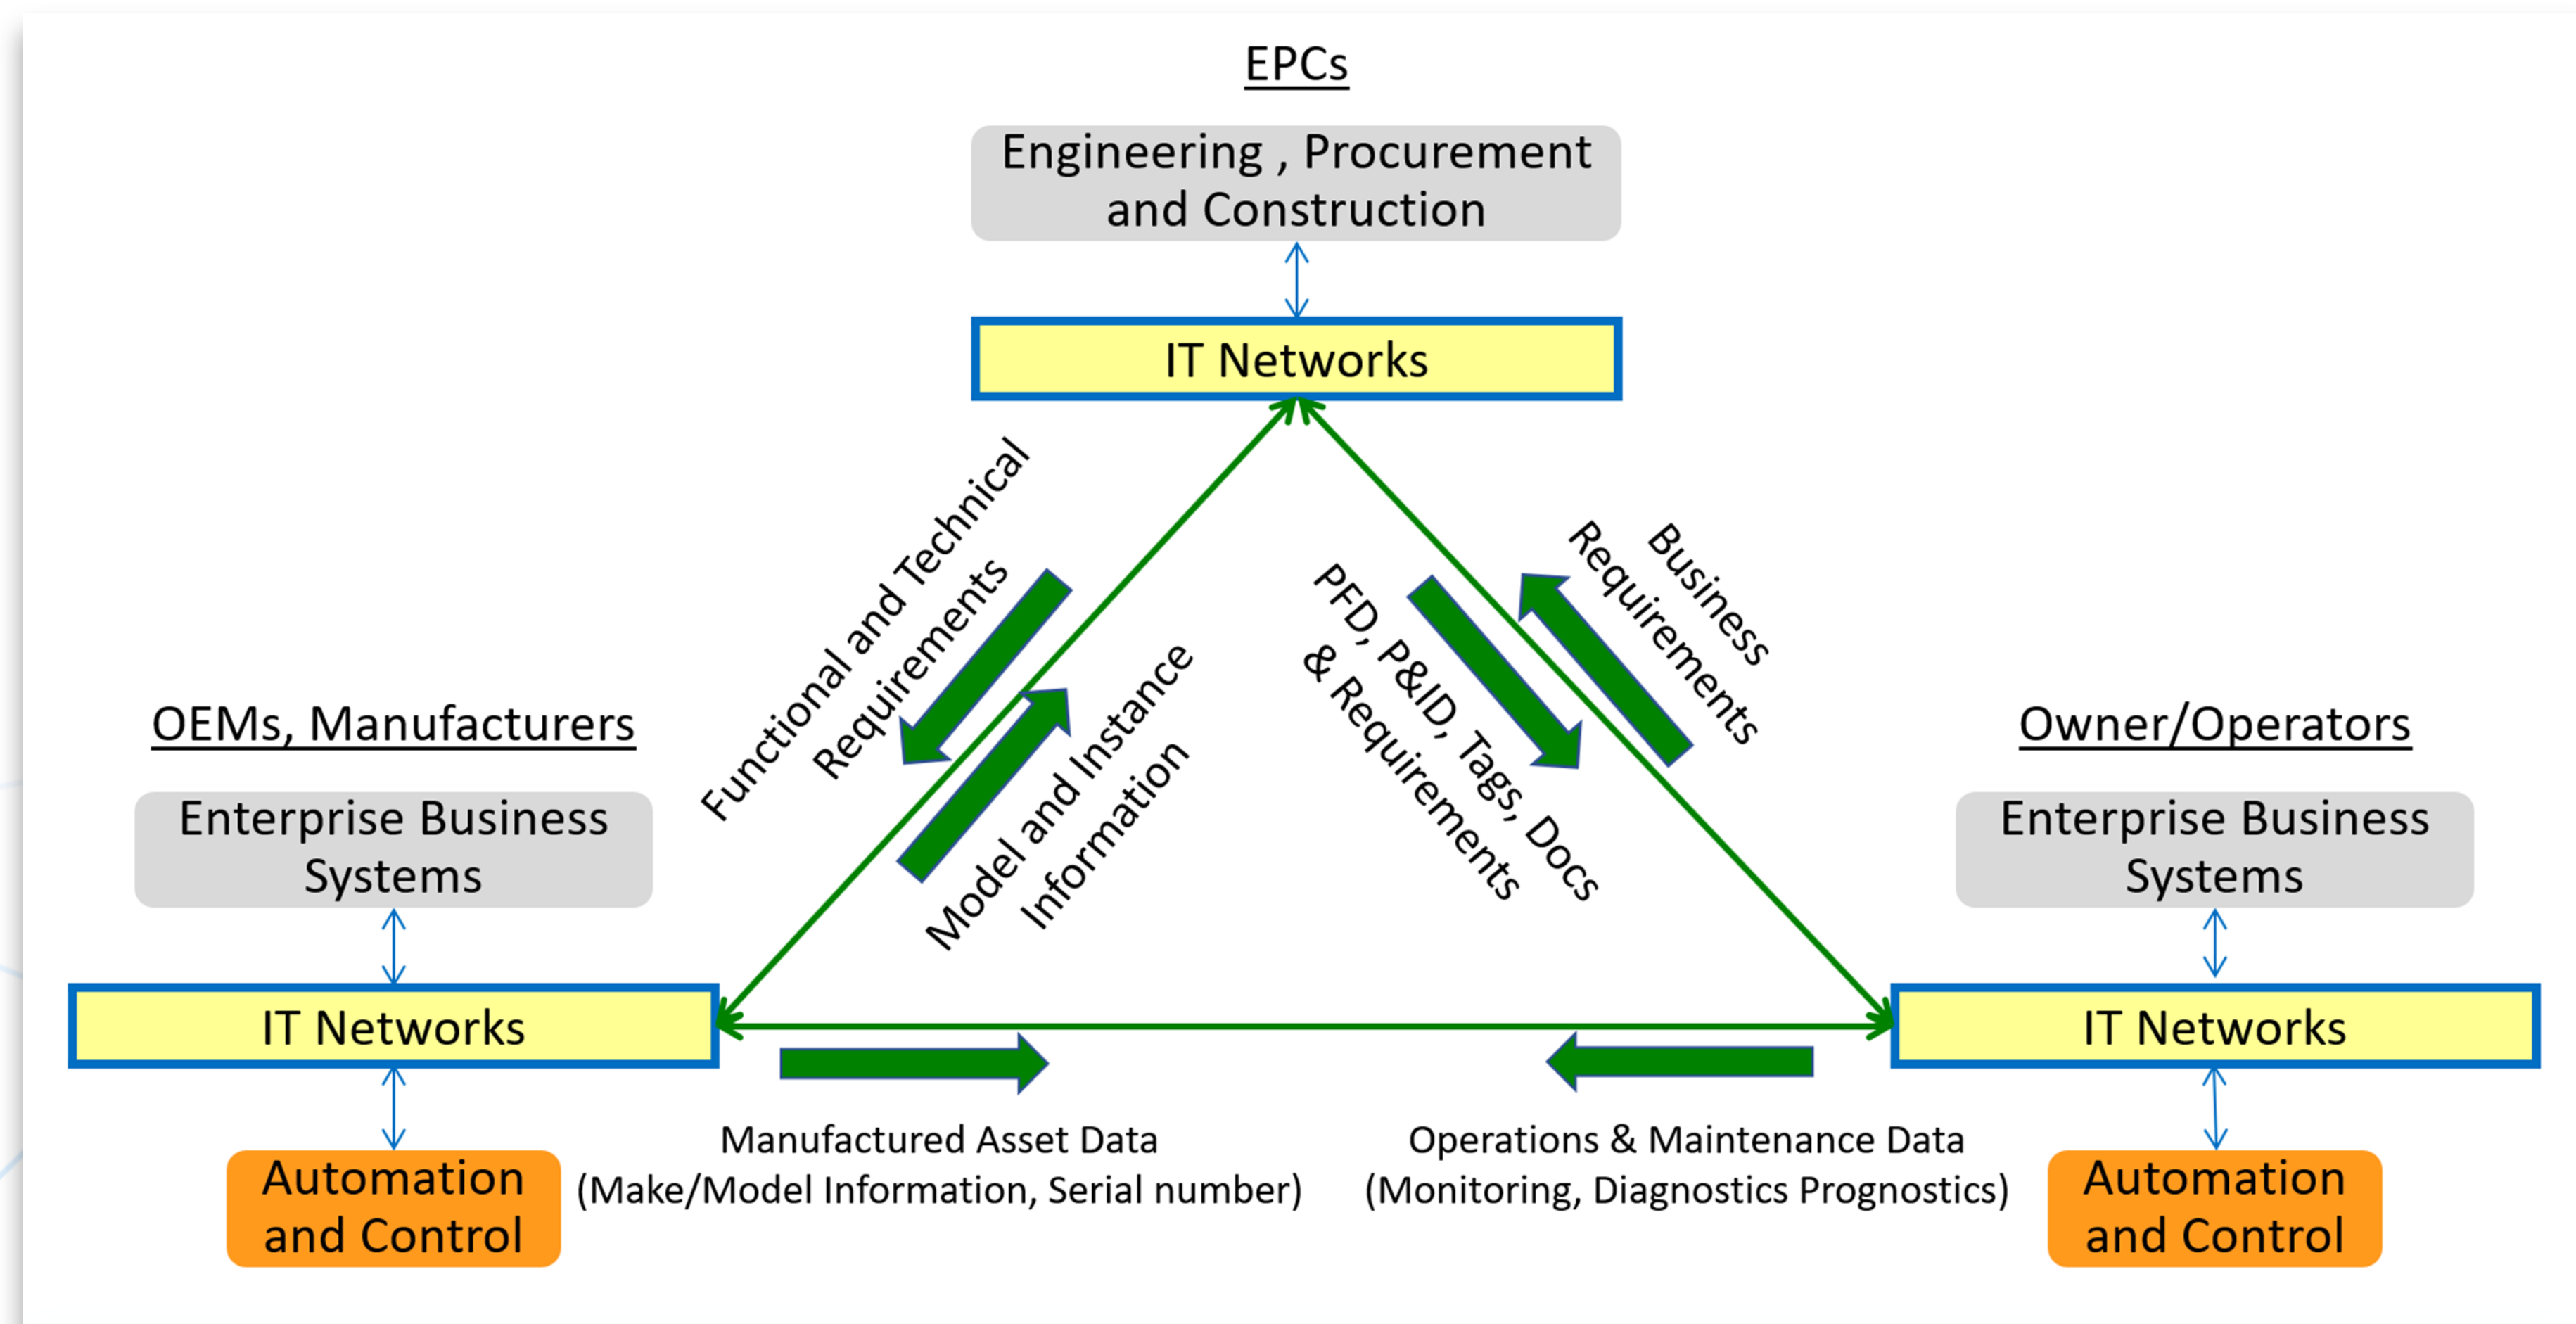 EPCs
Engineering , Procurement
and Construction
IT Networks
Functional and Technical
Requirements
Model and Instance
Information
Business
Requirements
PFD, P&ID, Tags, Docs
& Requirements
OEMs, Manufacturers
Enterprise Business
Systems
IT Networks
Automation
and Control
Owner/Operators
Enterprise Business
Systems
IT Networks
Automation
and Control
Manufactured Asset Data
(Make/Model Information, Serial number)
Operations & Maintenance Data
(Monitoring, Diagnostics Prognostics)